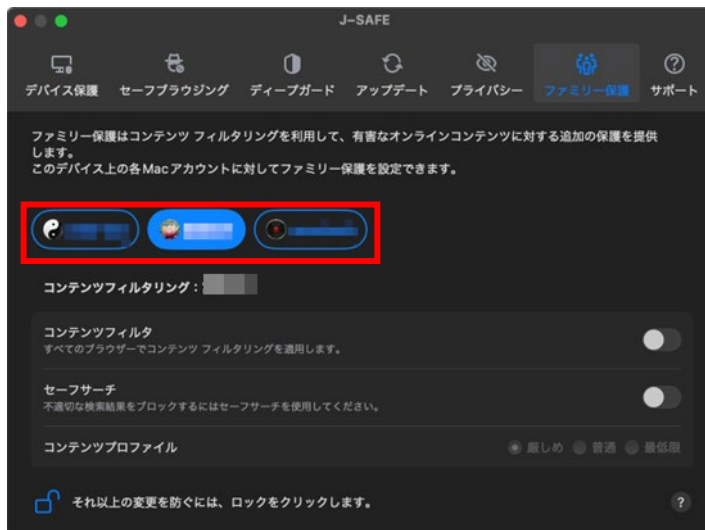 J-SAFE
デバイス保護 セーフブラウジング ディープガード アップデート プライバシー ファミリー保護 サポート
ファミリー保護はコンテンツ フィルタリングを利用して、有害なオンラインコンテンツに対する追加の保護を提供
します。
このデバイス上の各Macアカウントに対してファミリー保護を設定できます。
コンテンツフィルタリング：
コンテンツフィルタ
すべてのブラウザーでコンテンツ フィルタリングを適用します。
セーフサーチ
不適切な検索結果をブロックするにはセーフサーチを使用してください。
コンテンツプロファイル 厳しめ 普通 最低限
それ以上の変更を防ぐには、ロックをクリックします。 ?